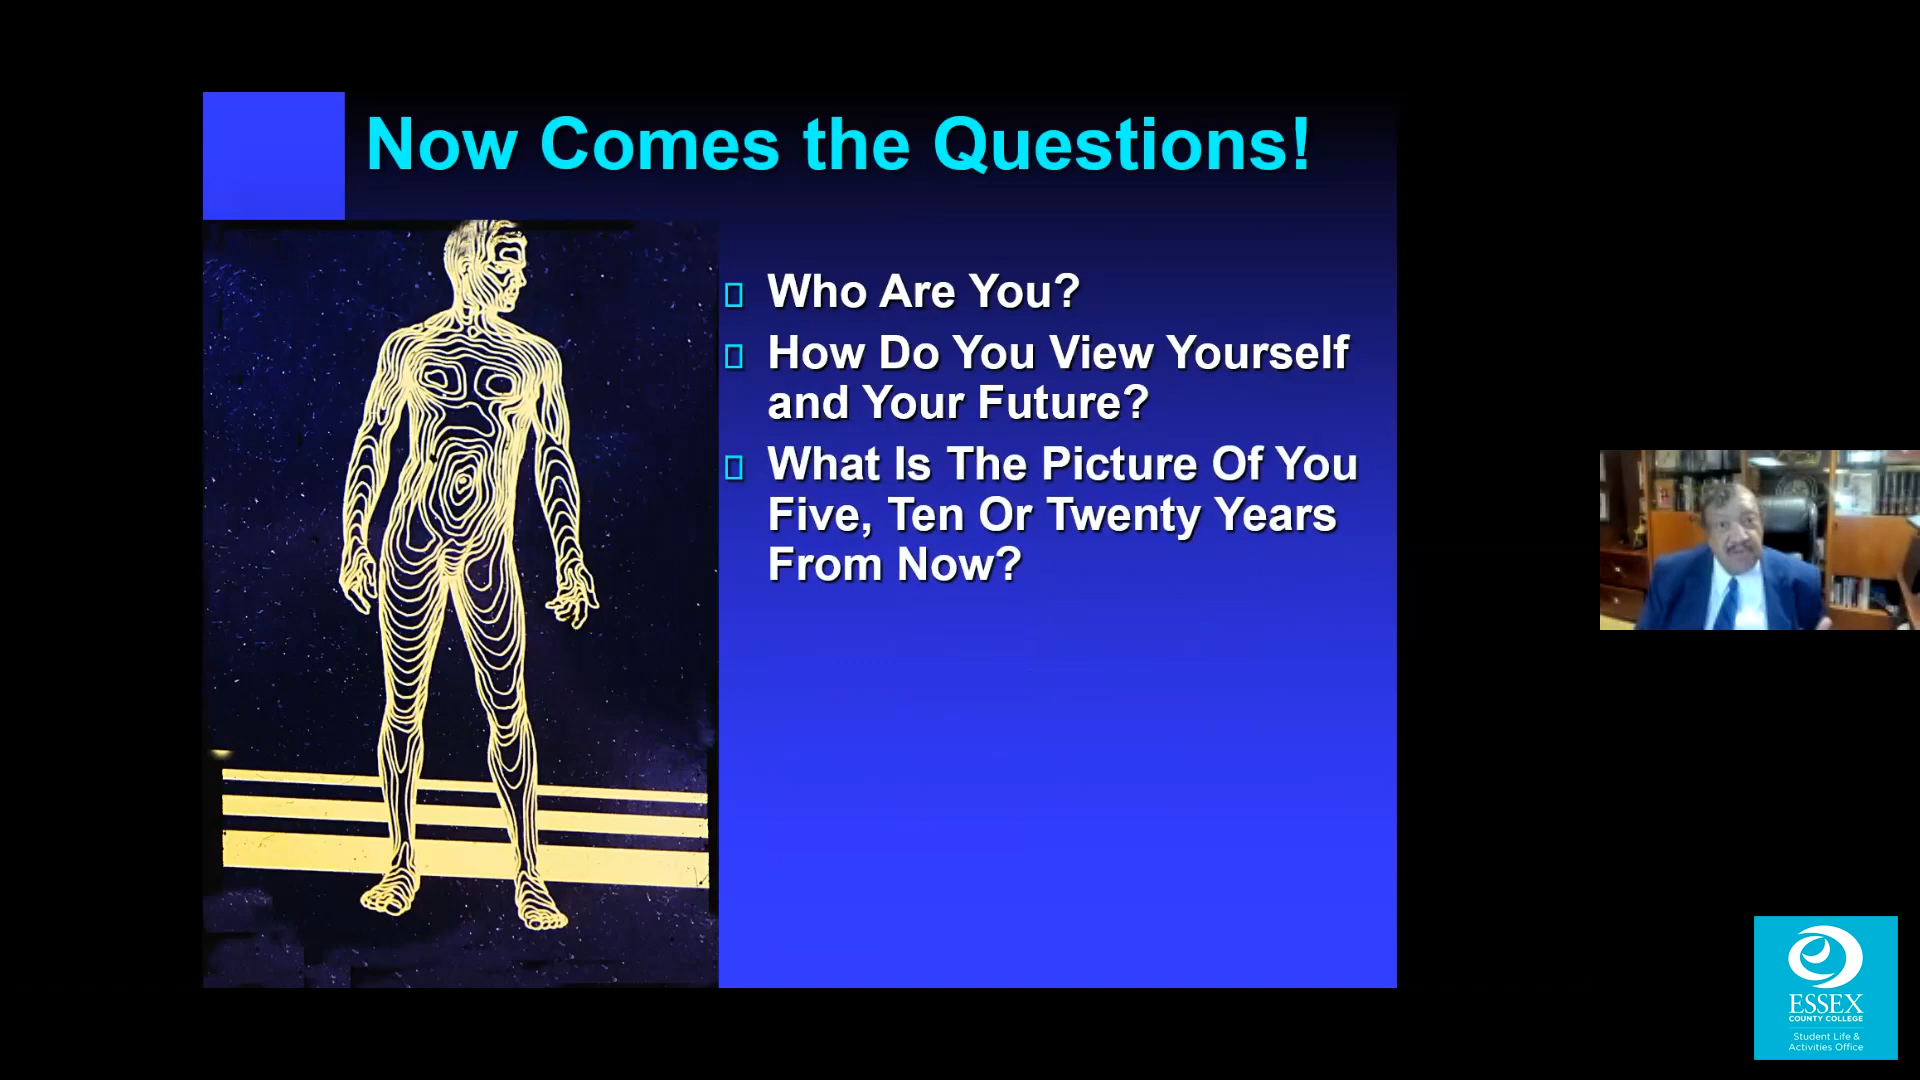 Now Comes the Questions!
Who Are You?
How Do You View Yourself
and Your Future?
What Is The Picture Of You
Five, Ten Or Twenty Years
From Now?
ESSEX
COUNTY COLLEGE
Student Life &
Activities Office